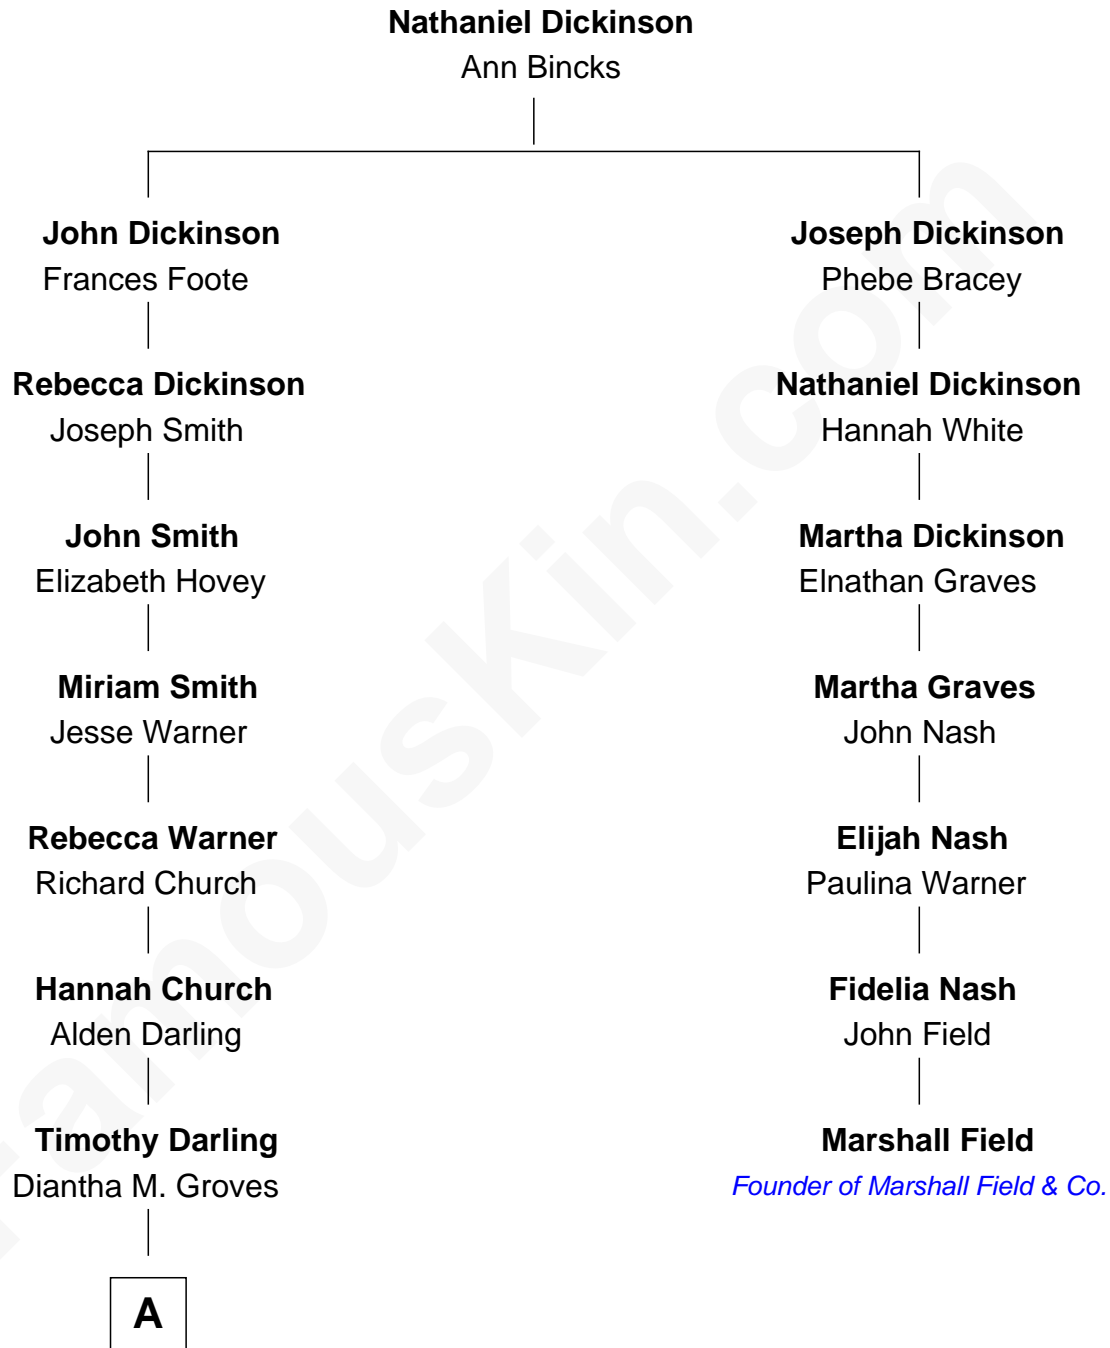 Nathaniel Dickinson
Ann Bincks
John Dickinson
Frances Foote
Joseph Dickinson
Phebe Bracey
Rebecca Dickinson
Joseph Smith
Nathaniel Dickinson
Hannah White
John Smith
Elizabeth Hovey
Martha Dickinson
Elnathan Graves
Miriam Smith
Jesse Warner
Martha Graves
John Nash
Rebecca Warner
Richard Church
Elijah Nash
Paulina Warner
Hannah Church
Alden Darling
Fidelia Nash
John Field
Timothy Darling
Diantha M. Groves
Marshall Field
Founder of Marshall Field & Co.
A
FamousKin.com